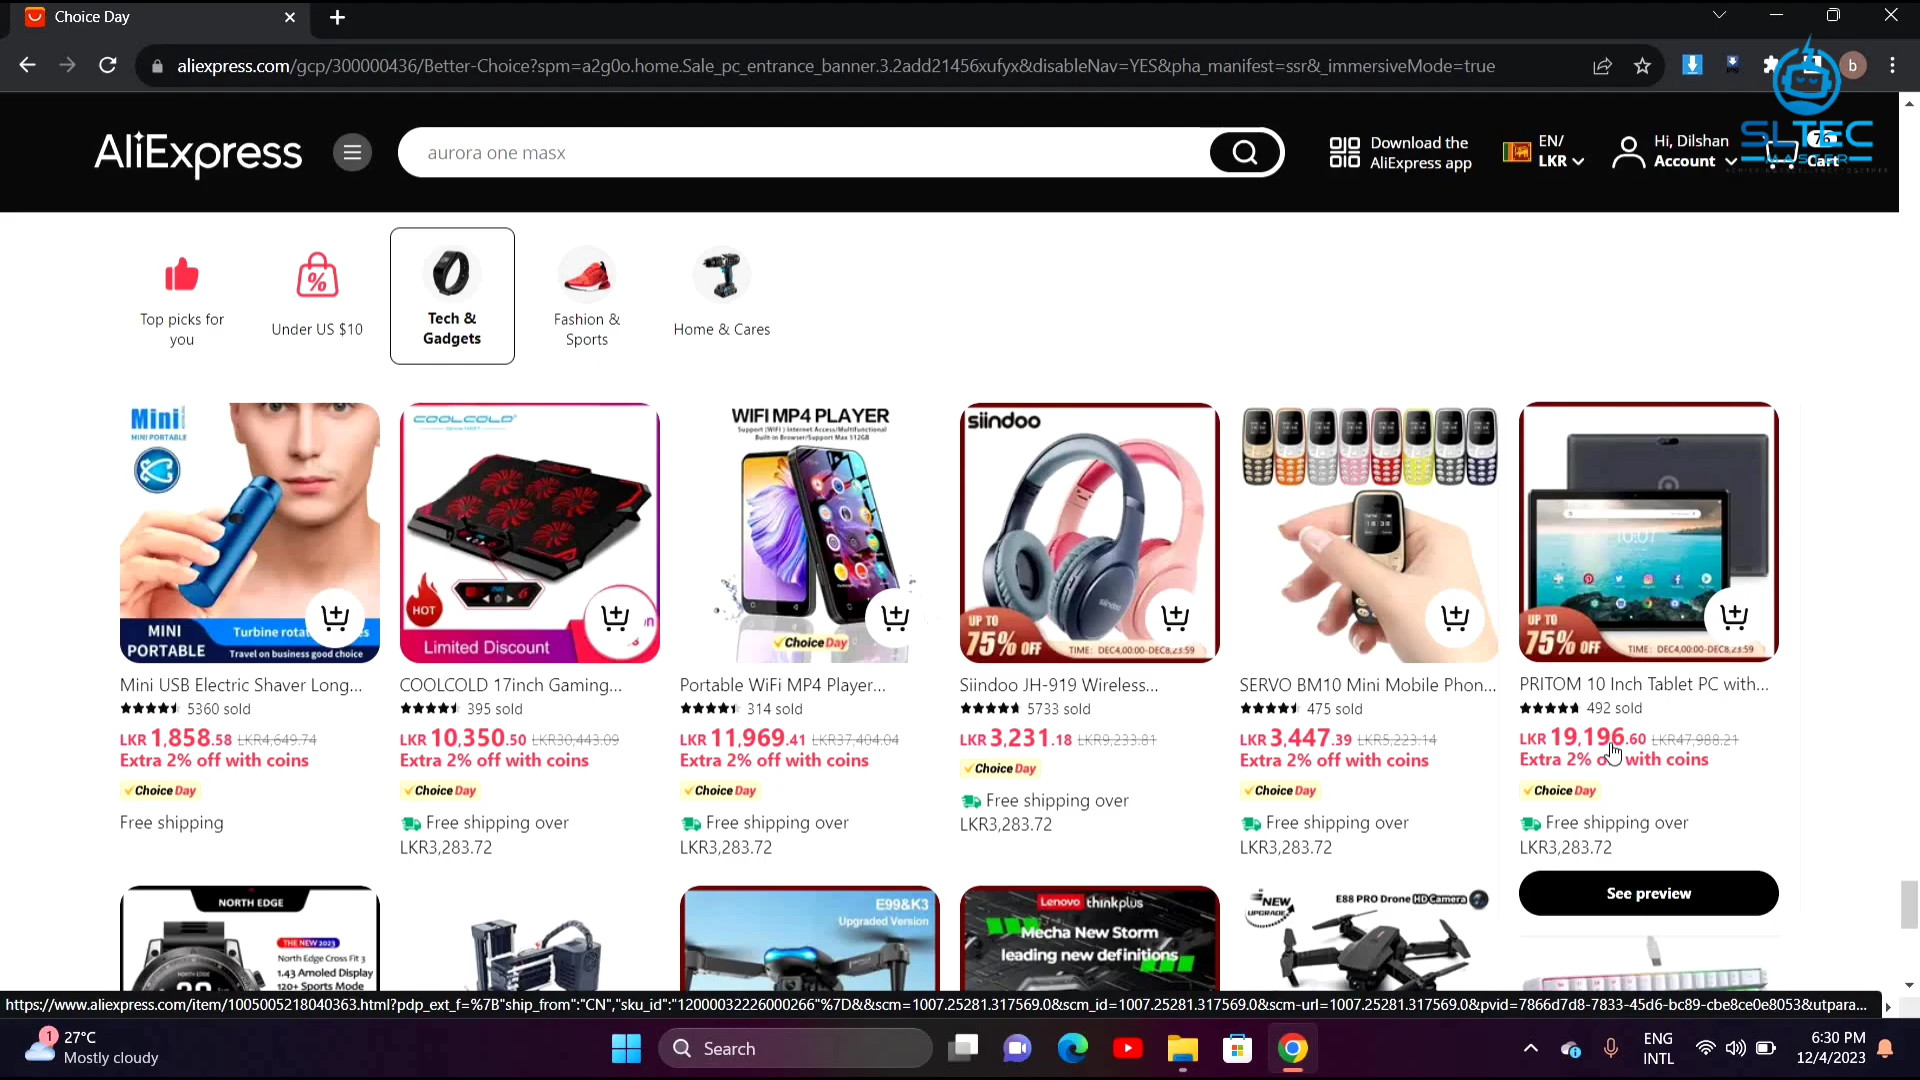 Choice Day
aliexpress.com/gcp/300000436/Better-Choice?spm=a2g0o.home.Sale_pc_entrance_banner.3.2add21456xufyx&disableNav=YES&pha_manifest=ssr&_immersiveMode=true
b
AliExpress
aurora one masx
Download the
AliExpress app
EN/
LKR
Hi, Dilshan
Account
76
Cart
SLTEC
MASTER
Top picks for
you
Under US $10
Tech &
Gadgets
Fashion &
Sports
Home & Cares
Mini
MINI PORTABLE
MINI
PORTABLE
Travel on business good choice
COOLCOLD
HOT
Limited Discount
WIFI MP4 PLAYER
Support (WIFI) Internet Access/Multifunctional
Built-in Browser/Support Max 512GB
Choice Day
siindoo
UP TO
75% OFF
TIME: DEC4,00:00-DEC8,23:59
10:07
UP TO
75% OFF
TIME: DEC4,00:00-DEC8,23:59
Mini USB Electric Shaver Long...
5360 sold
LKR 1,858.58 LKR4,649.74
Extra 2% off with coins
Choice Day
Free shipping
COOLCOLD 17inch Gaming...
395 sold
LKR 10,350.50 LKR30,443.09
Extra 2% off with coins
Choice Day
Free shipping over
LKR3,283.72
Portable WiFi MP4 Player...
314 sold
LKR 11,969.41 LKR37,404.04
Extra 2% off with coins
Choice Day
Free shipping over
LKR3,283.72
Siindoo JH-919 Wireless...
5733 sold
LKR 3,231.18 LKR9,233.81
Choice Day
Free shipping over
LKR3,283.72
SERVO BM10 Mini Mobile Phon...
475 sold
LKR 3,447.39 LKR5,223.14
Extra 2% off with coins
Choice Day
Free shipping over
LKR3,283.72
PRITOM 10 Inch Tablet PC with...
492 sold
LKR 19,196.60 LKR47,988.21
Extra 2% off with coins
Choice Day
Free shipping over
LKR3,283.72
See preview
NORTH EDGE
THE NEW 2023
North Edge Cross Fit 3
1.43 Amoled Display
120+ Sports Mode
E99&K3
Upgraded Version
Lenovo thinkplus
Mecha New Storm
leading new definitions
NEW
UPGRADE
E88 PRO Drone HD Camera
https://www.aliexpress.com/item/1005005218040363.html?pdp_ext_f=%7B"ship_from":"CN","sku_id":"12000032226000266"%7D&&scm=1007.25281.317569.0&scm_id=1007.25281.317569.0&scm-url=1007.25281.317569.0&pvid=7866d7d8-7833-45d6-bc89-cbe8ce0e8053&utpara...
1
27°C
Mostly cloudy
Search
ENG
INTL
6:30 PM
12/4/2023